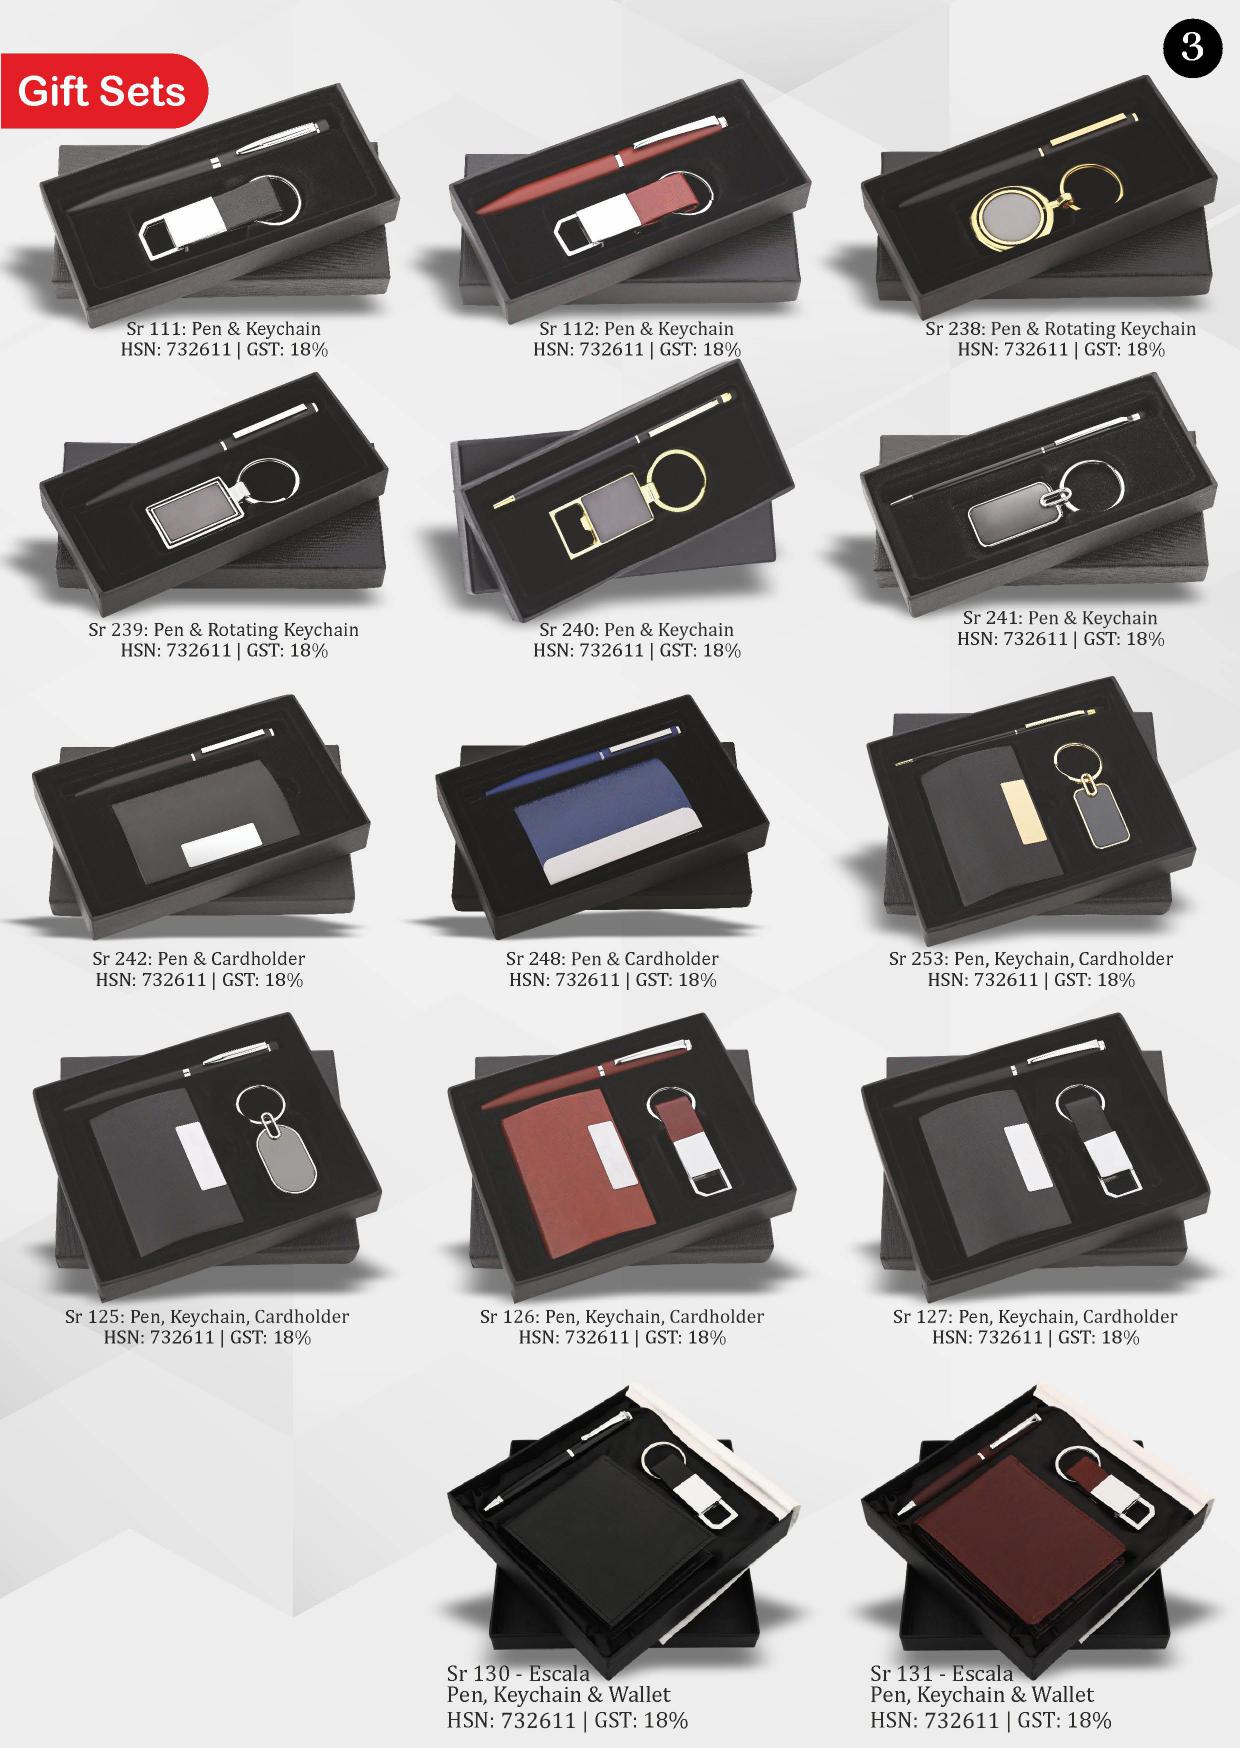 3
Gift Sets
Sr 111: Pen & Keychain
HSN: 732611 | GST: 18%
Sr 112: Pen & Keychain
HSN: 732611 | GST: 18%
Sr 238: Pen & Rotating Keychain
HSN: 732611 | GST: 18%
Sr 239: Pen & Rotating Keychain
HSN: 732611 | GST: 18%
Sr 240: Pen & Keychain
HSN: 732611 | GST: 18%
Sr 241: Pen & Keychain
HSN: 732611 | GST: 18%
Sr 242: Pen & Cardholder
HSN: 732611 | GST: 18%
Sr 248: Pen & Cardholder
HSN: 732611 | GST: 18%
Sr 253: Pen, Keychain, Cardholder
HSN: 732611 | GST: 18%
Sr 125: Pen, Keychain, Cardholder
HSN: 732611 | GST: 18%
Sr 126: Pen, Keychain, Cardholder
HSN: 732611 | GST: 18%
Sr 127: Pen, Keychain, Cardholder
HSN: 732611 | GST: 18%
Sr 130 - Escala
Pen, Keychain & Wallet
HSN: 732611 | GST: 18%
Sr 131 - Escala
Pen, Keychain & Wallet
HSN: 732611 | GST: 18%